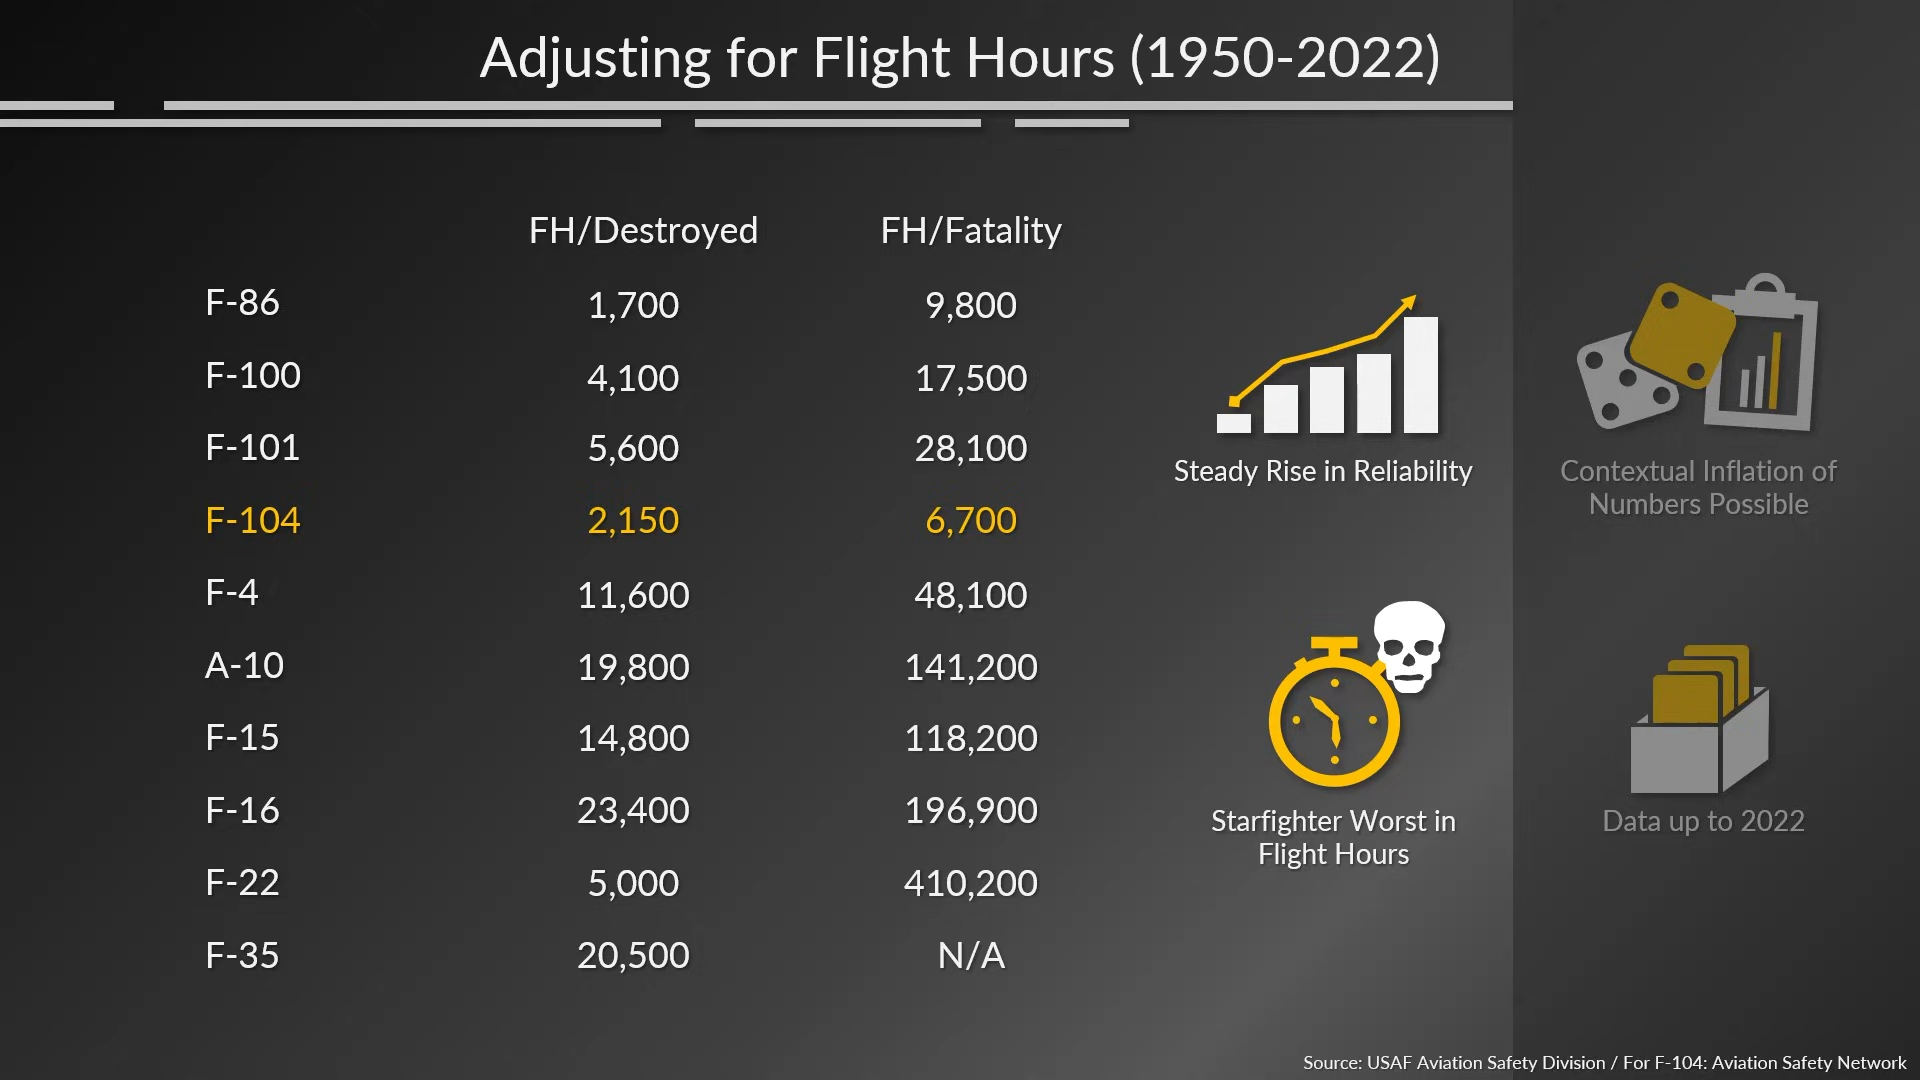 Adjusting for Flight Hours (1950-2022)
FH/Destroyed FH/Fatality
F-86 1,700 9,800
F-100 4,100 17,500
F-101 5,600 28,100
F-104 2,150 6,700
F-4 11,600 48,100
A-10 19,800 141,200
F-15 14,800 118,200
F-16 23,400 196,900
F-22 5,000 410,200
F-35 20,500 N/A
Steady Rise in Reliability
Starfighter Worst in
Flight Hours
Contextual Inflation of
Numbers Possible
Data up to 2022
Source: USAF Aviation Safety Division / For F-104: Aviation Safety Network